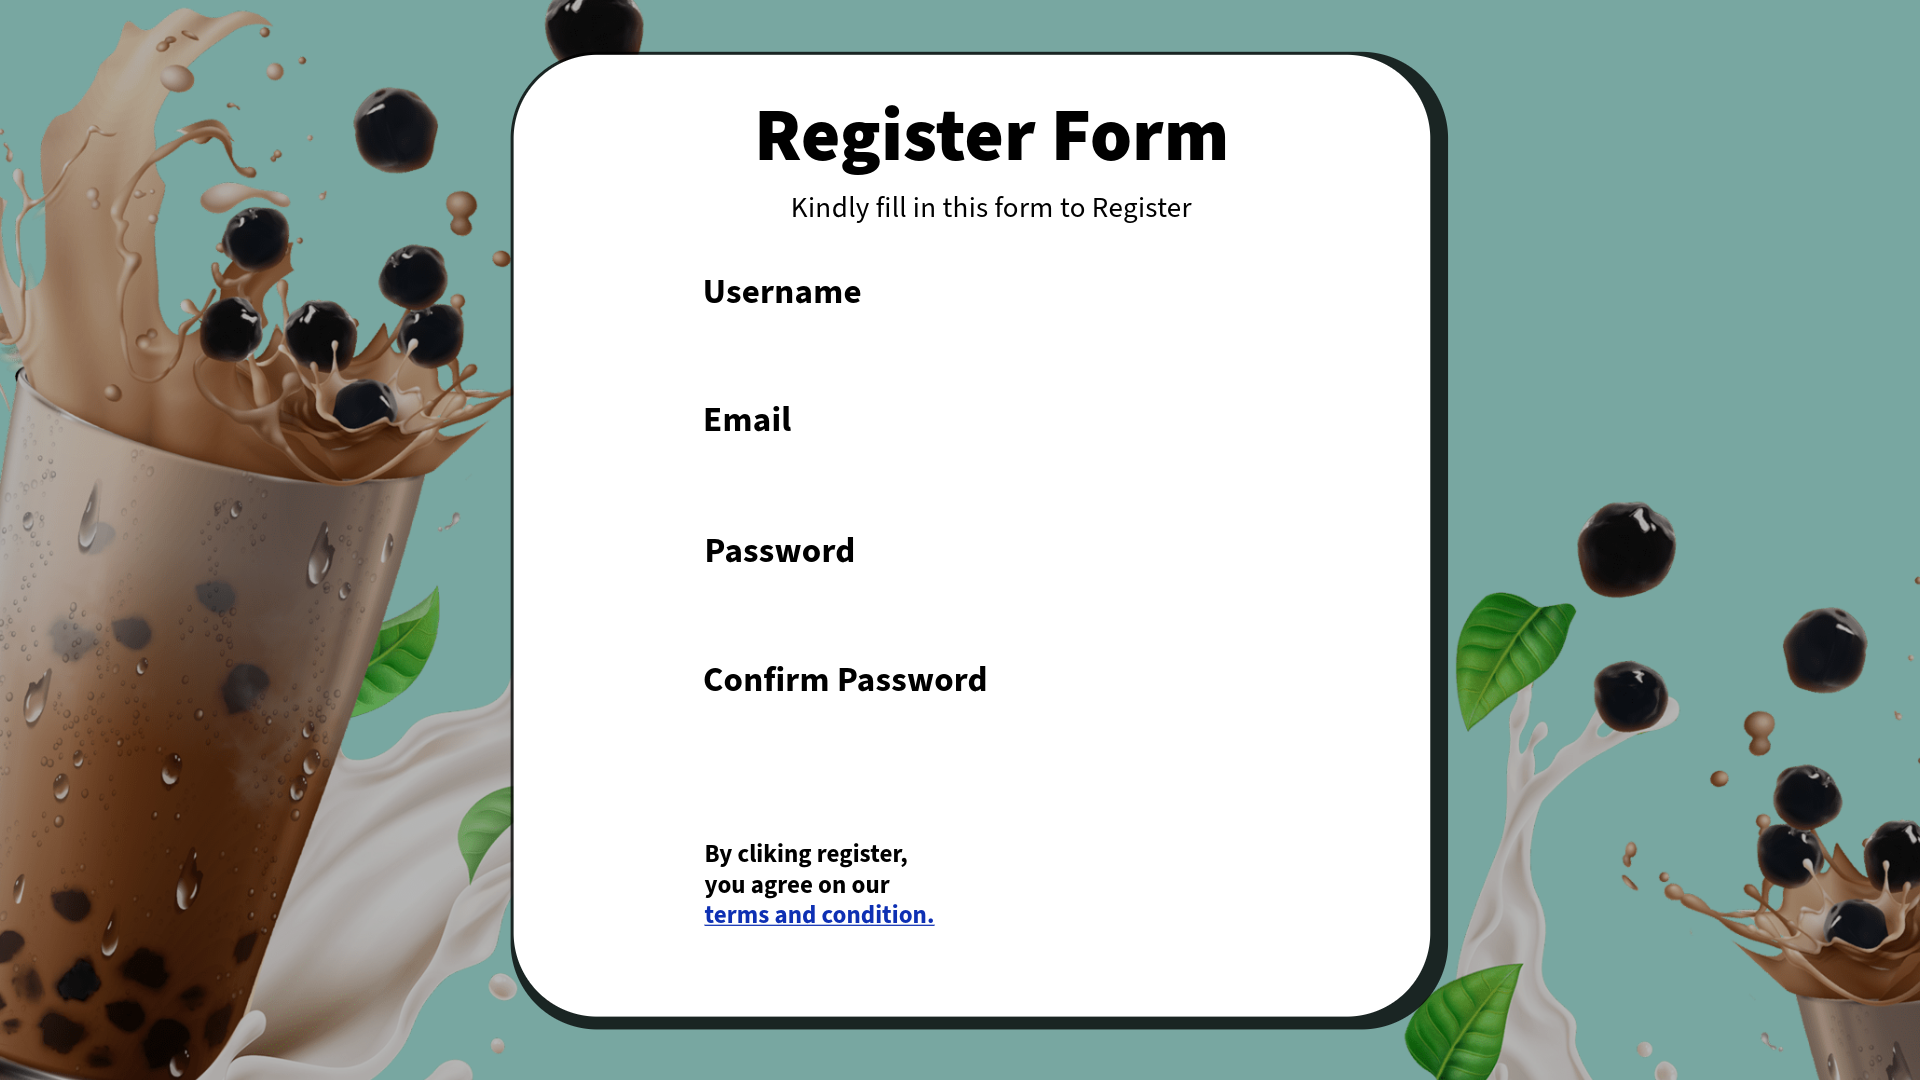 Register Form
Kindly fill in this form to Register
Username
Email
Password
Confirm Password
By cliking register,
you agree on our
terms and condition.